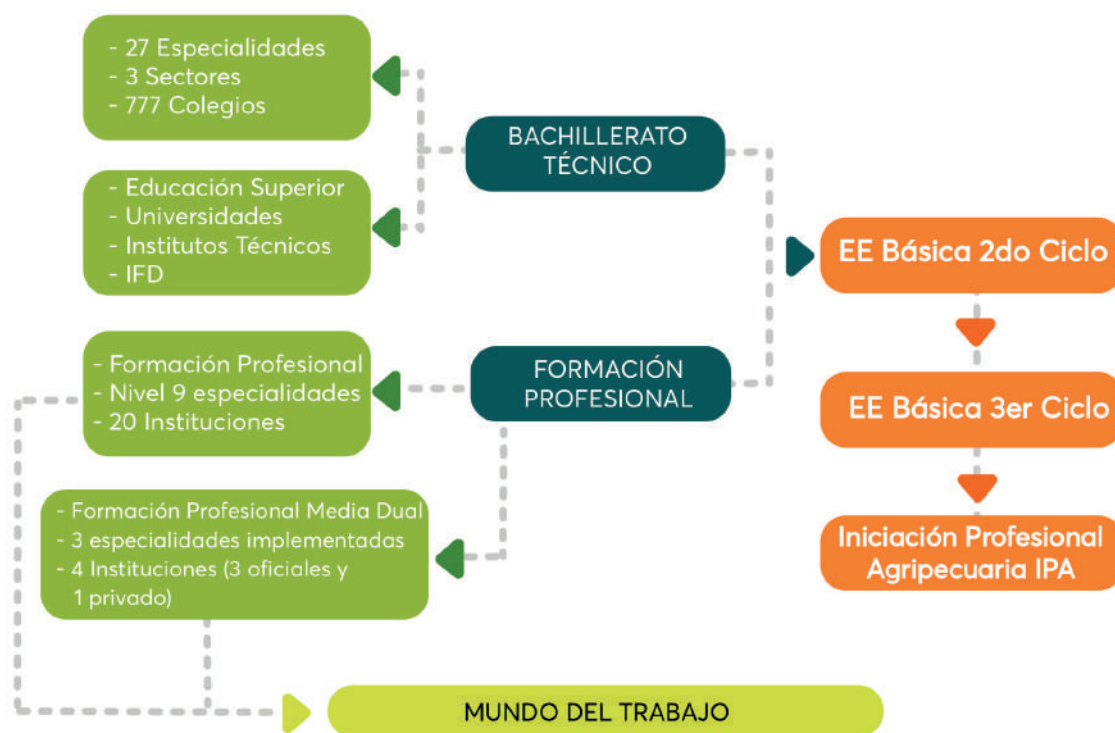 - 27 Especialidades
- 3 Sectores
- 777 Colegios
- Educación Superior
- Universidades
- Institutos Técnicos
- IFD
- Formación Profesional
- Nivel 9 especialidades
- 20 Instituciones
- Formación Profesional Media Dual
- 3 especialidades implementadas
- 4 Instituciones (3 oficiales y
1 privado)
BACHILLERATO
TÉCNICO
FORMACIÓN
PROFESIONAL
EE Básica 2do Ciclo
EE Básica 3er Ciclo
Iniciación Profesional
Agripecuaria IPA
MUNDO DEL TRABAJO